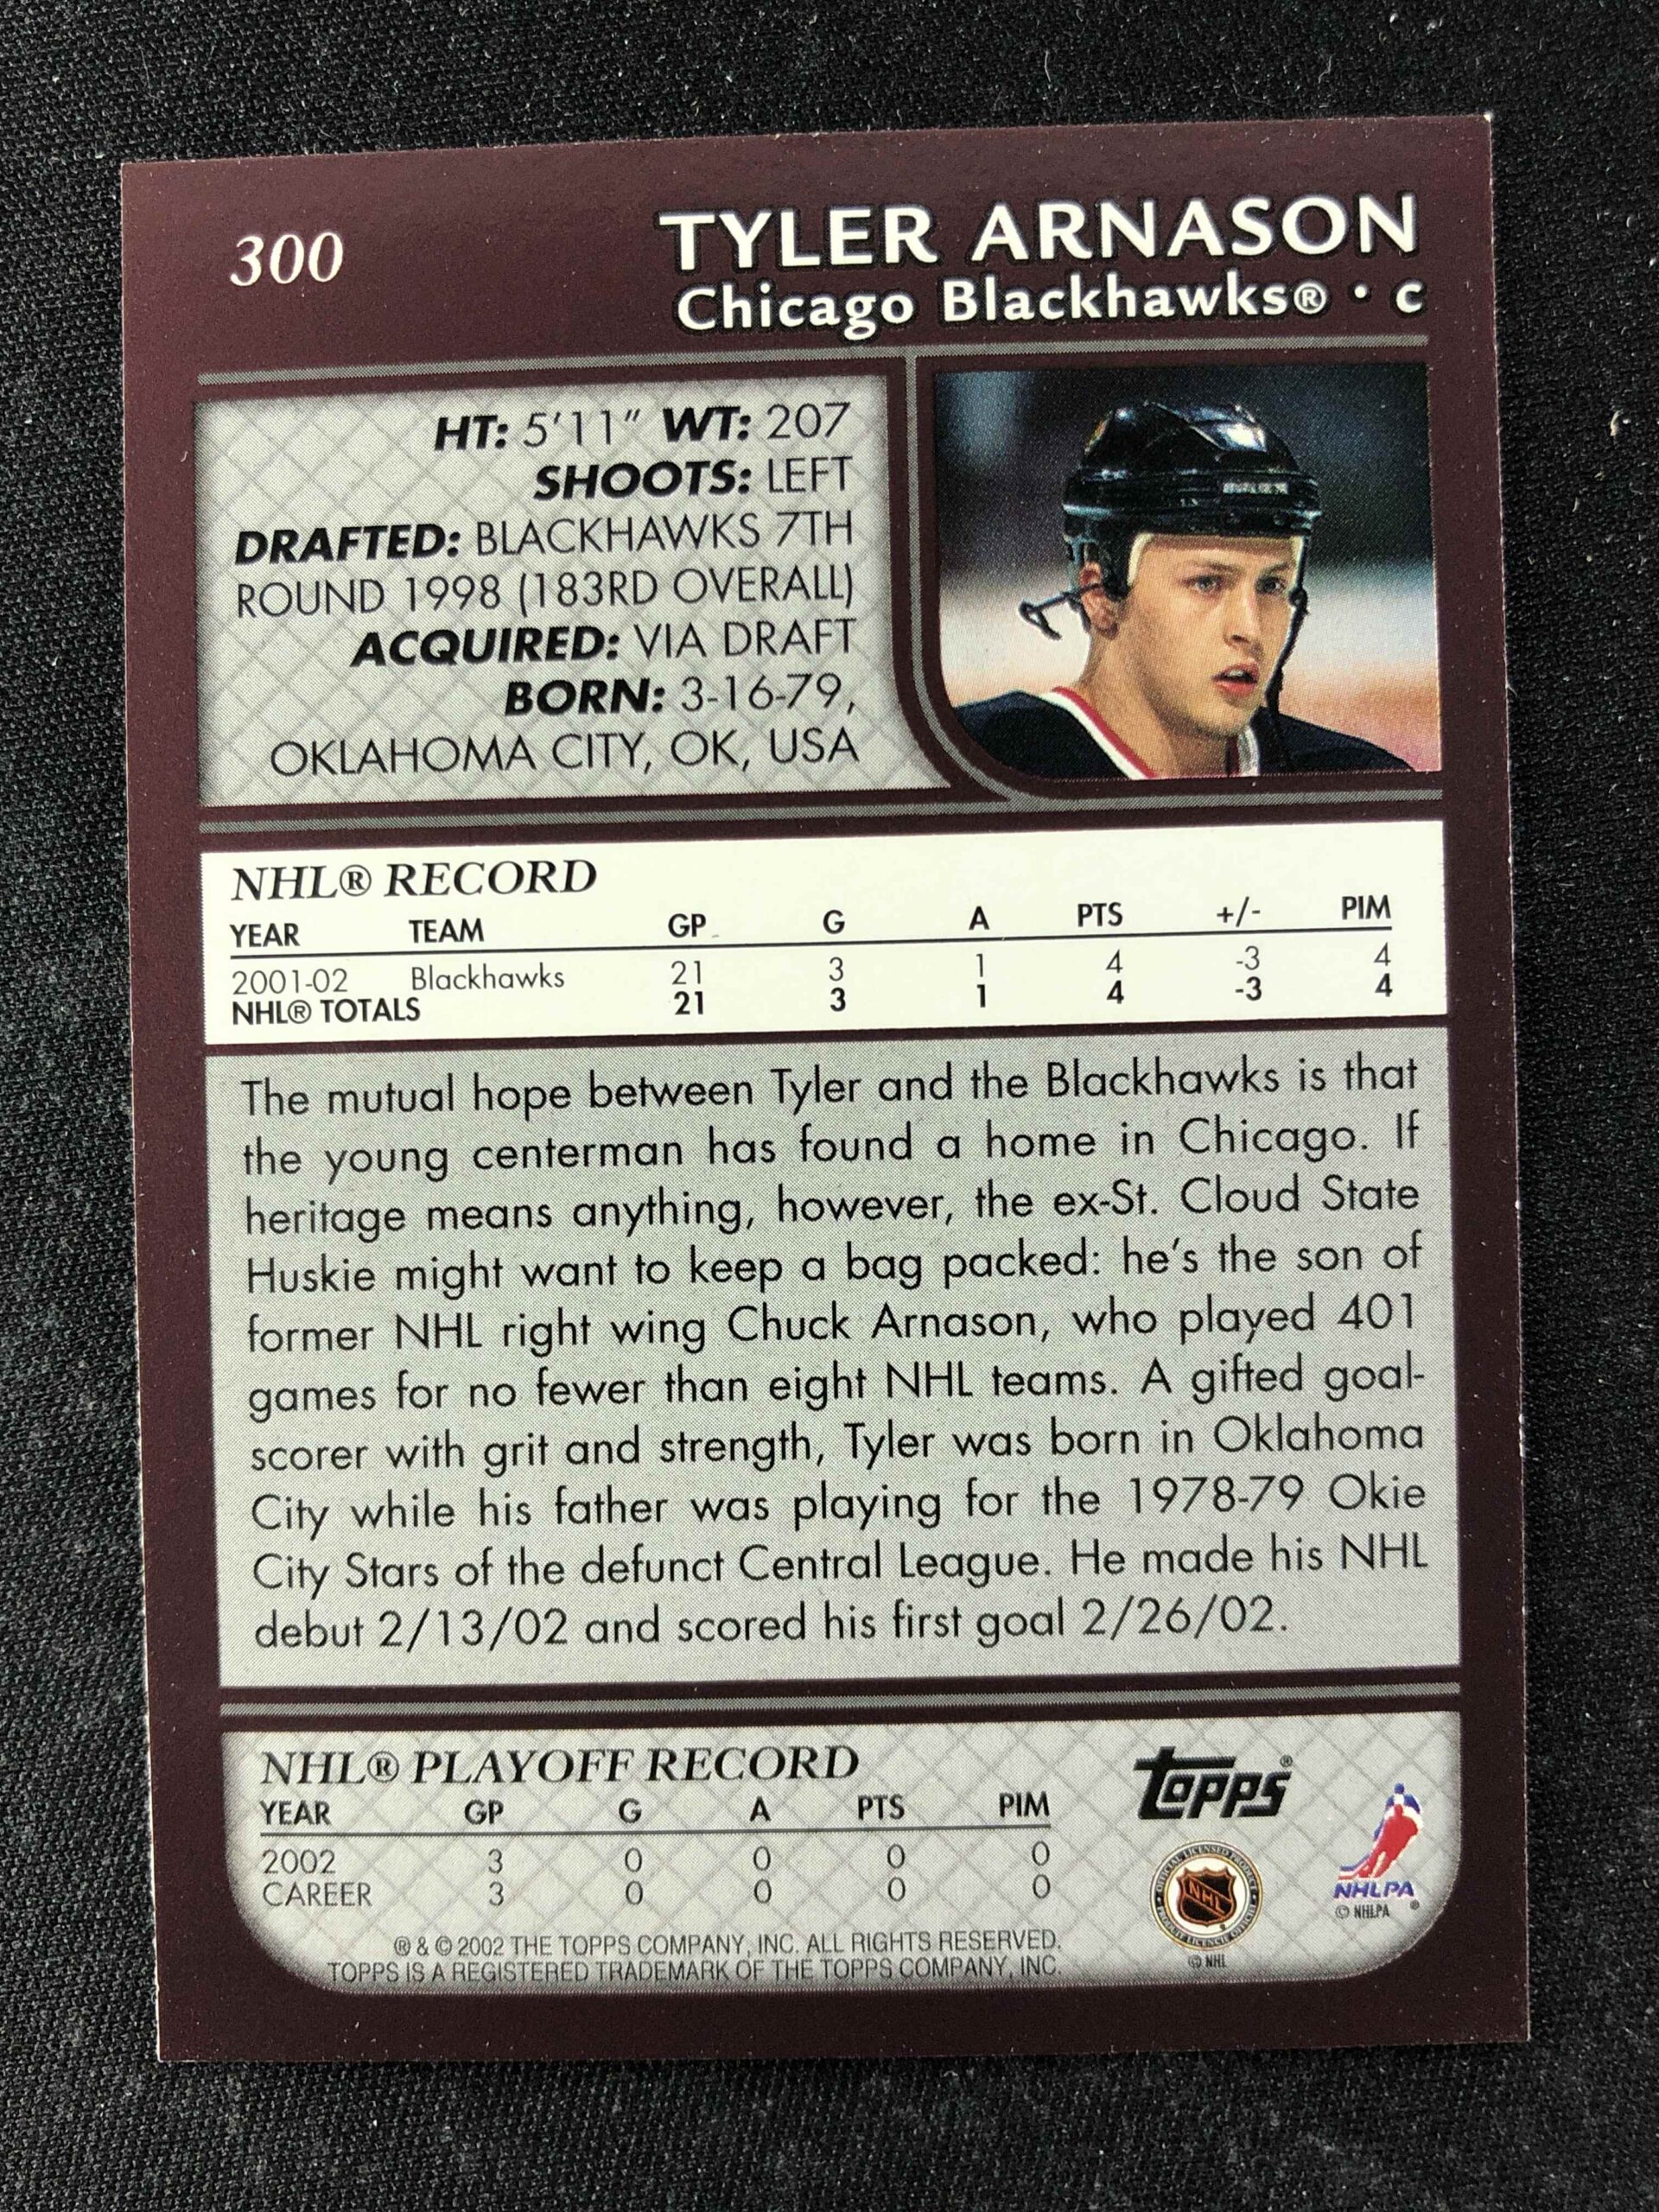 300
TYLER ARNASON
Chicago Blackhawks® • C
HT: 5'11" WT: 207
SHOOTS: LEFT
DRAFTED: BLACKHAWKS 7TH
ROUND 1998 (183RD OVERALL)
ACQUIRED: VIA DRAFT
BORN: 3-16-79,
OKLAHOMA CITY, OK, USA
NHL® RECORD
YEAR TEAM GP G A PTS +/- PIM
2001-02 Blackhawks 21 3 1 4 -3 4
NHL® TOTALS 21 3 1 4 -3 4
The mutual hope between Tyler and the Blackhawks is that
the young centerman has found a home in Chicago. If
heritage means anything, however, the ex-St. Cloud State
Huskie might want to keep a bag packed: he's the son of
former NHL right wing Chuck Arnason, who played 401
games for no fewer than eight NHL teams. A gifted goal-
scorer with grit and strength, Tyler was born in Oklahoma
City while his father was playing for the 1978-79 Okie
City Stars of the defunct Central League. He made his NHL
debut 2/13/02 and scored his first goal 2/26/02.
NHL® PLAYOFF RECORD
YEAR GP G A PTS PIM
2002 3 0 0 0 0
CAREER 3 0 0 0 0
® & © 2002 THE TOPPS COMPANY, INC. ALL RIGHTS RESERVED.
TOPPS IS A REGISTERED TRADEMARK OF THE TOPPS COMPANY, INC.
Topps®
NHL
© NHL
NHLPA ®
© NHLPA